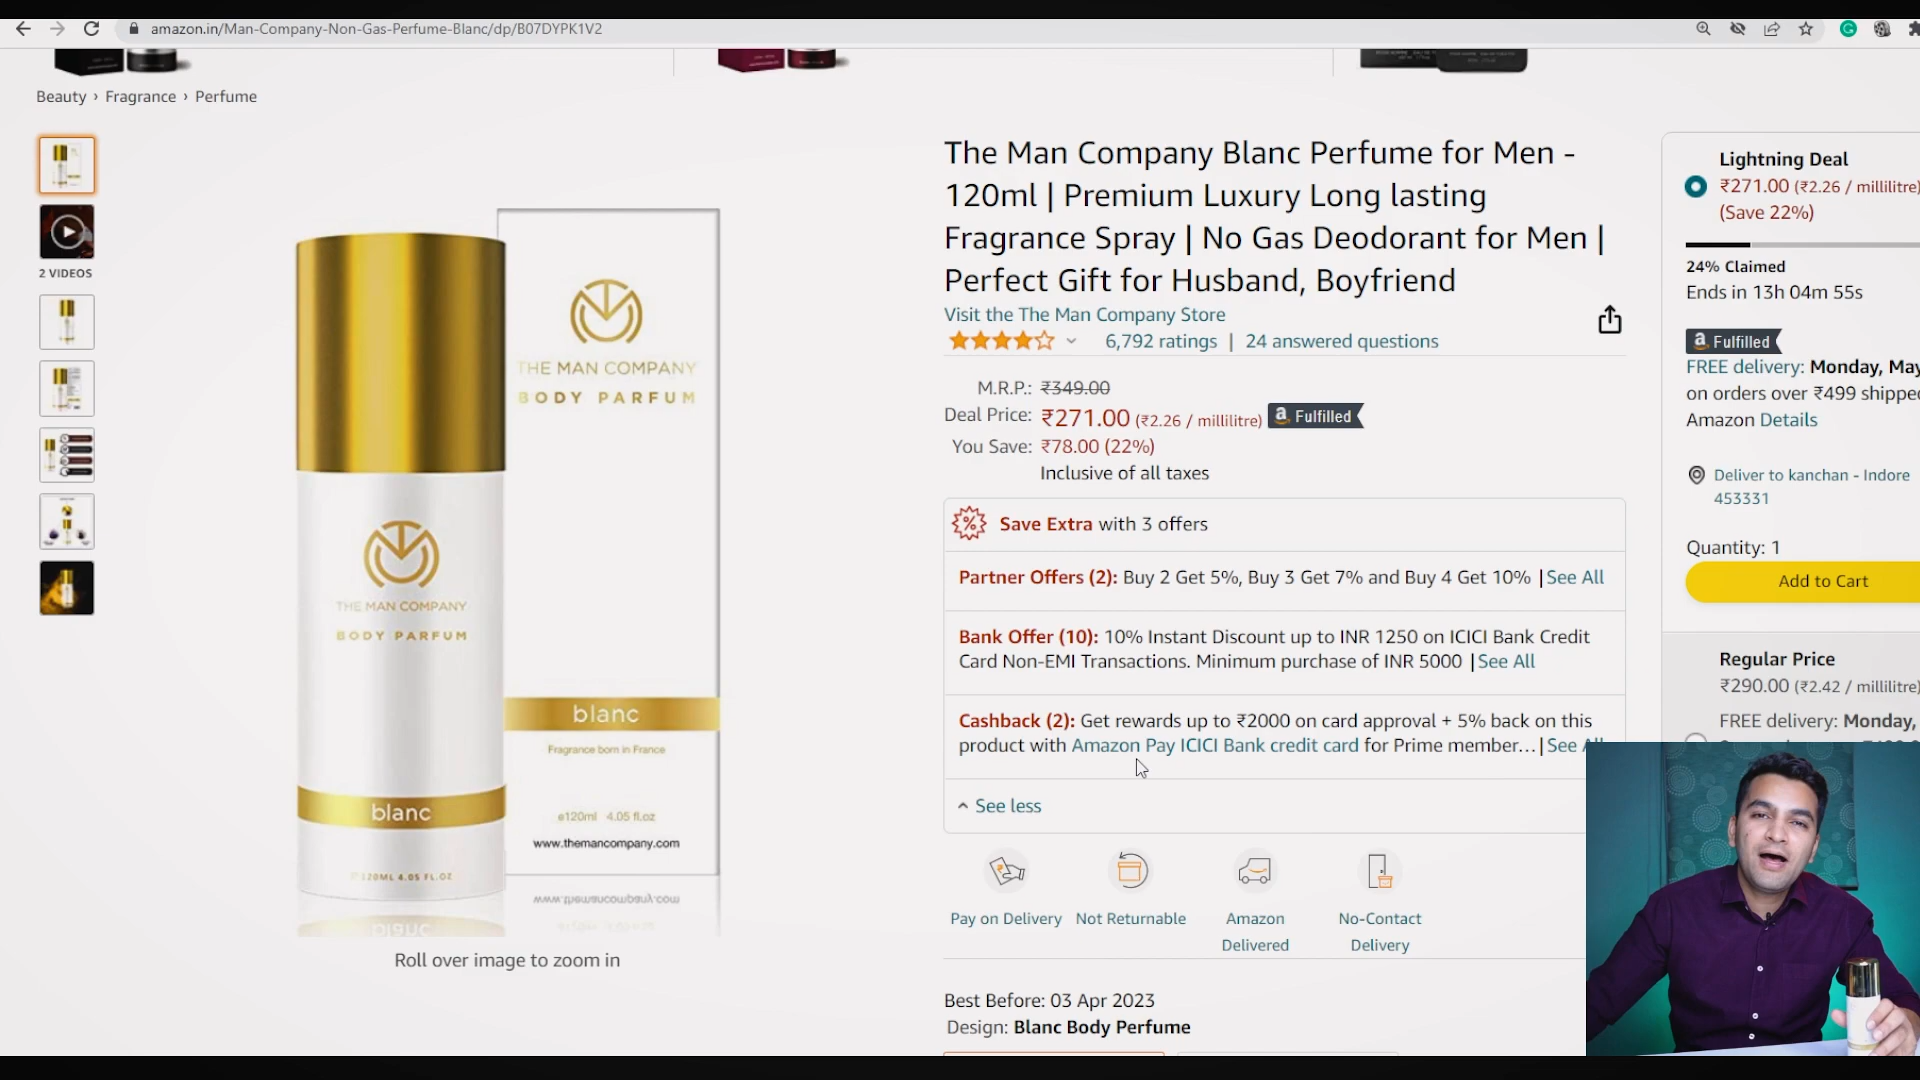 amazon.in/Man-Company-Non-Gas-Perfume-Blanc/dp/B07DYPK1V2
Beauty › Fragrance › Perfume
2 VIDEOS
THE MAN COMPANY
BODY PARFUM
blanc
Fragrance born in France
e120ml 4.05 fl.oz
www.themancompany.com
THE MAN COMPANY
BODY PARFUM
blanc
120ML 4.05 FL.OZ
Roll over image to zoom in
The Man Company Blanc Perfume for Men -
120ml | Premium Luxury Long lasting
Fragrance Spray | No Gas Deodorant for Men |
Perfect Gift for Husband, Boyfriend
Visit the The Man Company Store
6,792 ratings | 24 answered questions
M.R.P.: ₹349.00
Deal Price: ₹271.00 (₹2.26 / millilitre) a Fulfilled
You Save: ₹78.00 (22%)
Inclusive of all taxes
Save Extra with 3 offers
Partner Offers (2): Buy 2 Get 5%, Buy 3 Get 7% and Buy 4 Get 10% | See All
Bank Offer (10): 10% Instant Discount up to INR 1250 on ICICI Bank Credit
Card Non-EMI Transactions. Minimum purchase of INR 5000 | See All
Cashback (2): Get rewards up to ₹2000 on card approval + 5% back on this
product with Amazon Pay ICICI Bank credit card for Prime member... | See All
See less
Pay on Delivery
Not Returnable
Amazon
Delivered
No-Contact
Delivery
Best Before: 03 Apr 2023
Design: Blanc Body Perfume
Lightning Deal
₹271.00 (₹2.26 / millilitre)
(Save 22%)
24% Claimed
Ends in 13h 04m 55s
a Fulfilled
FREE delivery: Monday, May
on orders over ₹499 shipped
Amazon Details
Deliver to kanchan - Indore
453331
Quantity: 1
Add to Cart
Regular Price
₹290.00 (₹2.42 / millilitre)
FREE delivery: Monday,